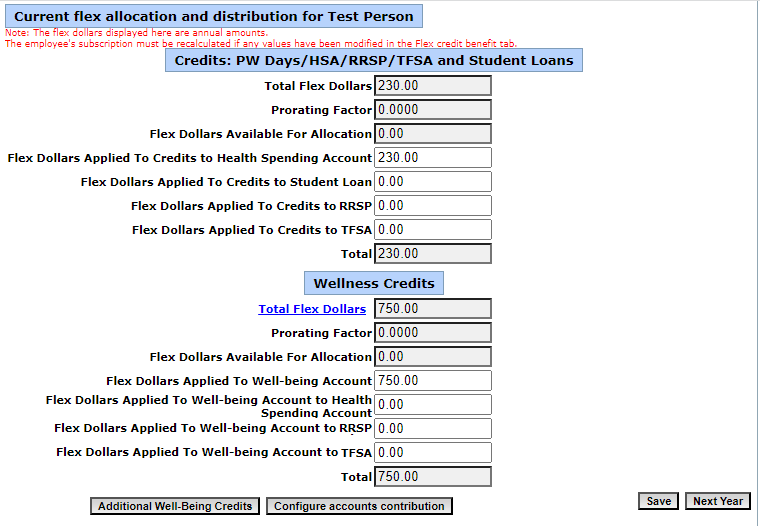 Current flex allocation and distribution for Test Person
Note: The flex dollars displayed here are annual amounts.
The employee's subscription must be recalculated if any values have been modified in the Flex credit benefit tab.
Credits: PW Days/HSA/RRSP/TFSA and Student Loans
Total Flex Dollars 230.00
Prorating Factor 0.0000
Flex Dollars Available For Allocation 0.00
Flex Dollars Applied To Credits to Health Spending Account 230.00
Flex Dollars Applied To Credits to Student Loan 0.00
Flex Dollars Applied To Credits to RRSP 0.00
Flex Dollars Applied To Credits to TFSA 0.00
Total 230.00
Wellness Credits
Total Flex Dollars 750.00
Prorating Factor 0.0000
Flex Dollars Available For Allocation 0.00
Flex Dollars Applied To Well-being Account 750.00
Flex Dollars Applied To Well-being Account to Health
Spending Account 0.00
Flex Dollars Applied To Well-being Account to RRSP 0.00
Flex Dollars Applied To Well-being Account to TFSA 0.00
Total 750.00
Additional Well-Being Credits Configure accounts contribution Save Next Year